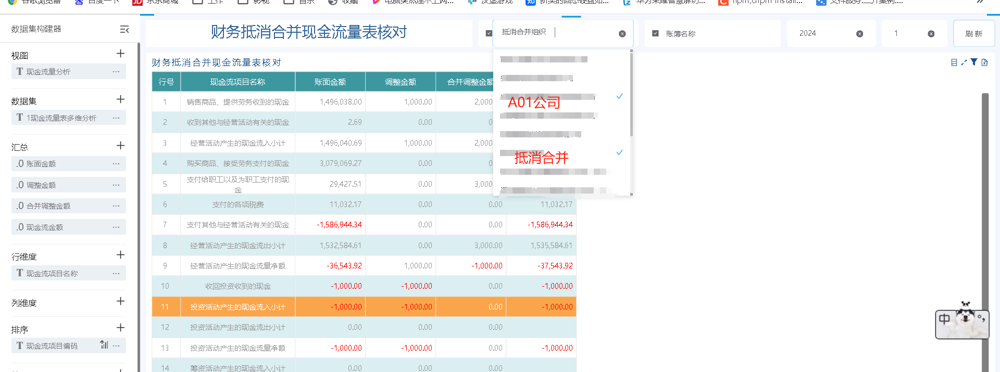 谷歌浏览器 百度一下 京东商城 工作 影视 音乐 收藏 电脑突然连不上网... 汉堡游戏 新买的固态硬盘如... 华为荣耀智慧屏切... npm,cnpm install... 文件服务:三个案例...
数据集构建器
财务抵消合并现金流量表核对
抵消合并组织
账簿名称
2024
1
刷新
视图
T 现金流量分析 ...
数据集
T 1现金流量表多维分析 ...
汇总
.0 账面金额 ...
.0 调整金额 ...
.0 合并调整金额 ...
.0 现金流金额 ...
行维度
T 现金流项目名称 ...
列维度
排序
T 现金流项目编码 ...
财务抵消合并现金流量表核对
行号 现金流项目名称 账面金额 调整金额 合并调整金额
1 销售商品、提供劳务收到的现金 1,496,038.00 1,000.00 2,000
2 收到其他与经营活动有关的现金 2.69 0.00 0
3 经营活动产生的现金流入小计 1,496,040.69 1,000.00 2,000
4 购买商品、接受劳务支付的现金 3,079,069.27 0.00 0
5 支付给职工以及为职工支付的现金 29,427.51 0.00 3,000
6 支付的各项税费 11,032.17 0.00 0.00 11,032.17
7 支付其他与经营活动有关的现金 -1,586,944.34 0.00 0.00 -1,586,944.34
8 经营活动产生的现金流出小计 1,532,584.61 0.00 3,000.00 1,535,584.61
9 经营活动产生的现金流量净额 -36,543.92 1,000.00 -1,000.00 -37,543.92
10 收回投资收到的现金 -1,000.00 -1,000.00 0.00 -1,000.00
11 投资活动产生的现金流入小计 -1,000.00 -1,000.00 0.00 -1,000.00
12 投资活动产生的现金流出小计 0.00 0.00 0.00
13 投资活动产生的现金流量净额 -1,000.00 -1,000.00 0.00 -1,000.00
14 筹资活动产生的现金流入小计 0.00 0.00 0.00
A01公司
抵消合并
中 °,